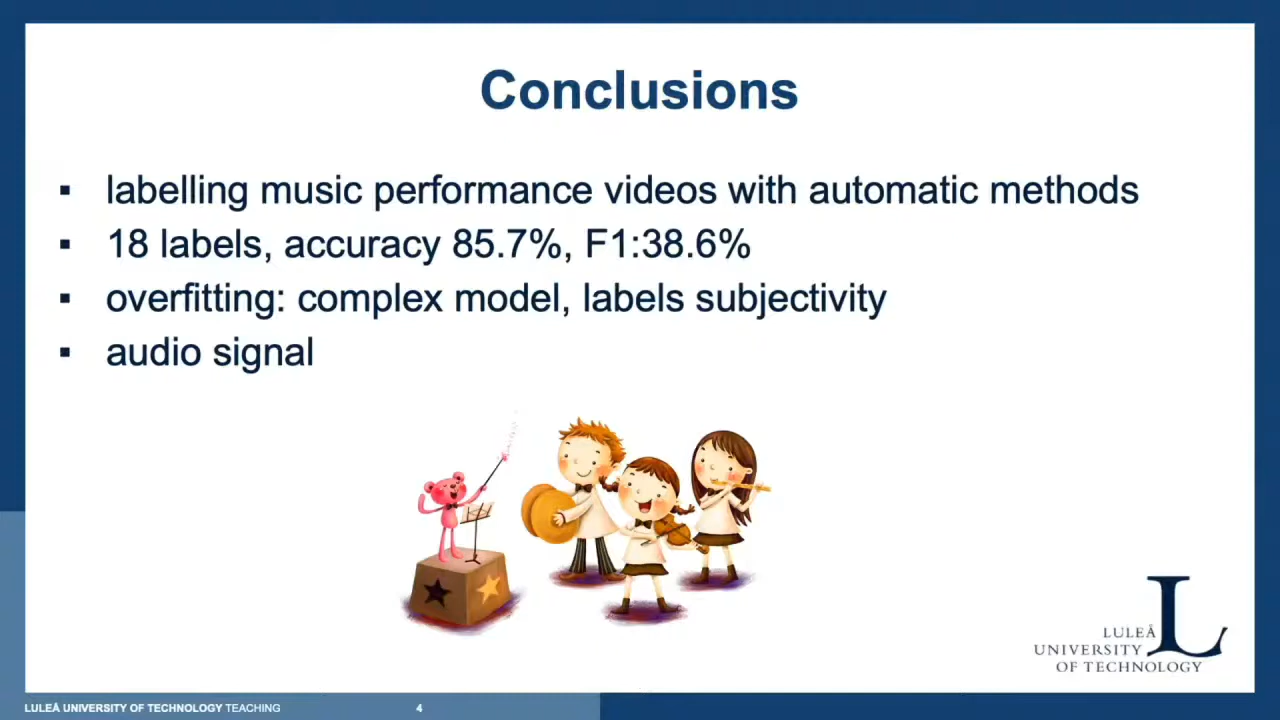 Conclusions
▪ labelling music performance videos with automatic methods
▪ 18 labels, accuracy 85.7%, F1:38.6%
▪ overfitting: complex model, labels subjectivity
▪ audio signal
L
LULEÅ
UNIVERSITY
OF TECHNOLOGY
LULEÅ UNIVERSITY OF TECHNOLOGY TEACHING 4